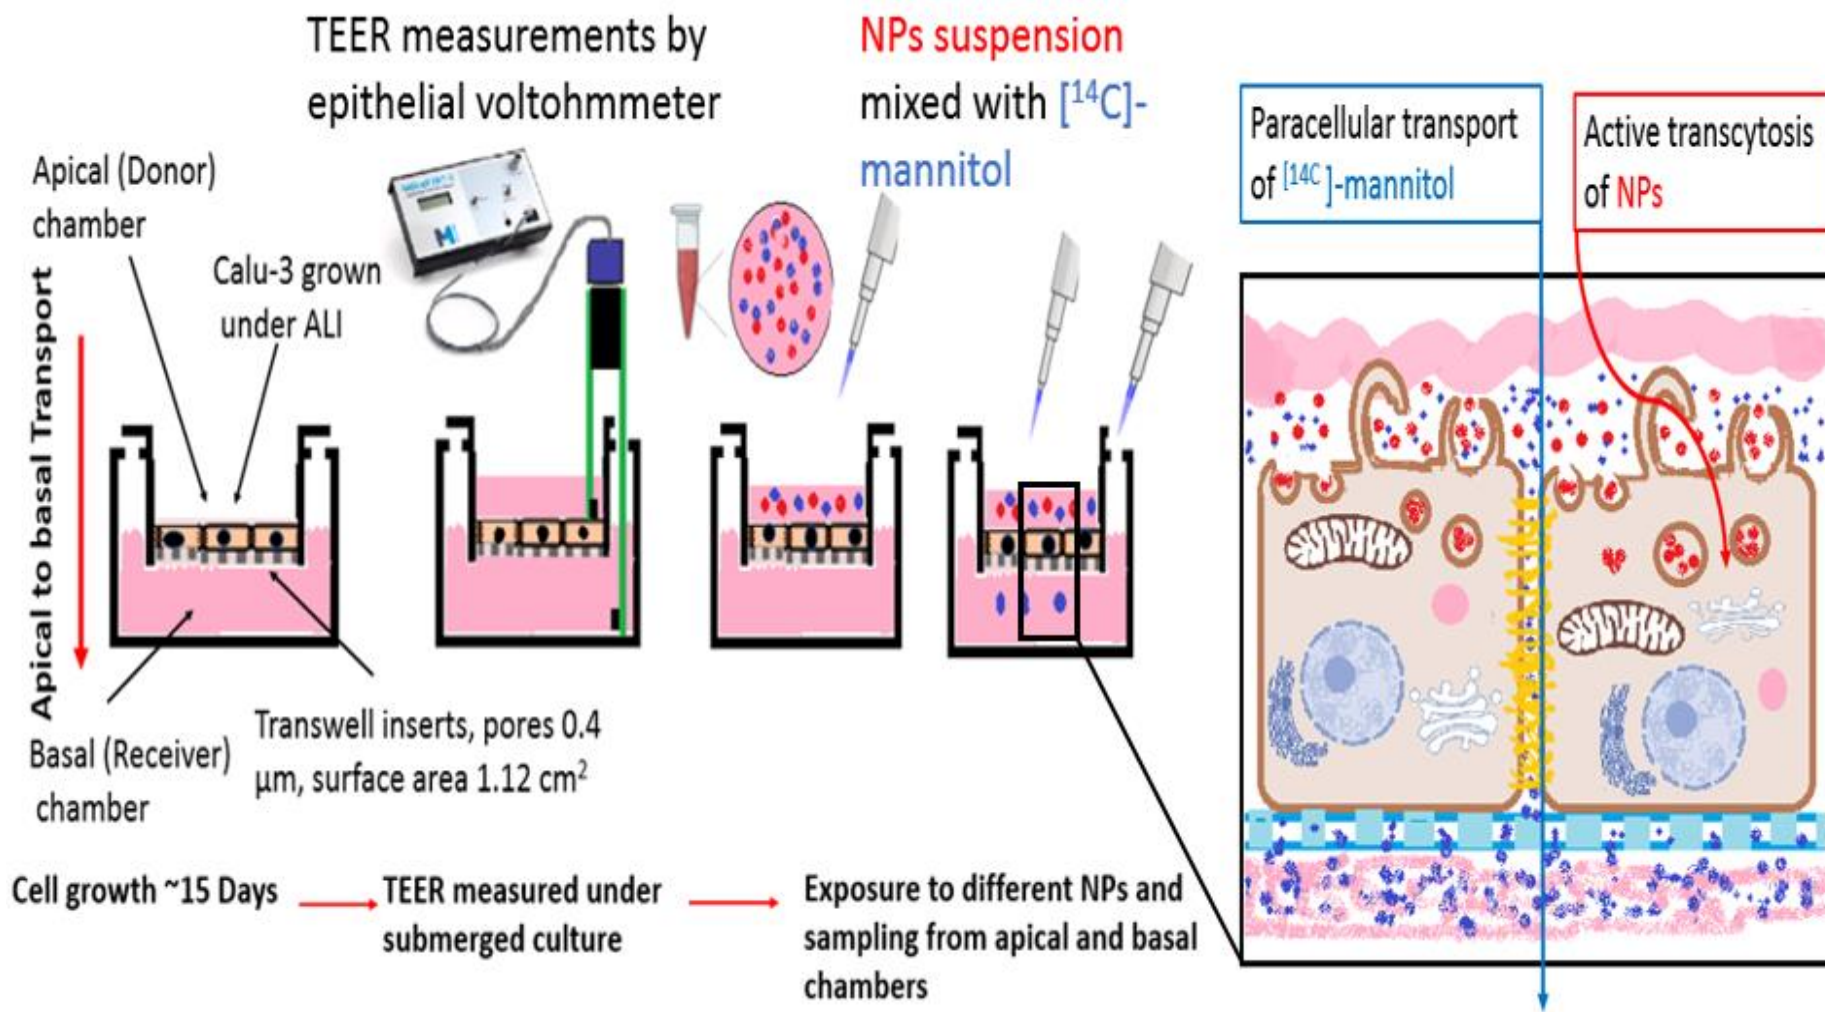 TEER measurements by
epithelial voltohmmeter
NPs suspension
mixed with [¹⁴C]-
mannitol
Apical (Donor)
chamber
Calu-3 grown
under ALI
Apical to basal Transport
Basal (Receiver)
chamber
Transwell inserts, pores 0.4
µm, surface area 1.12 cm²
Paracellular transport
of [14C ]-mannitol
Active transcytosis
of NPs
Cell growth ~15 Days
TEER measured under
submerged culture
Exposure to different NPs and
sampling from apical and basal
chambers